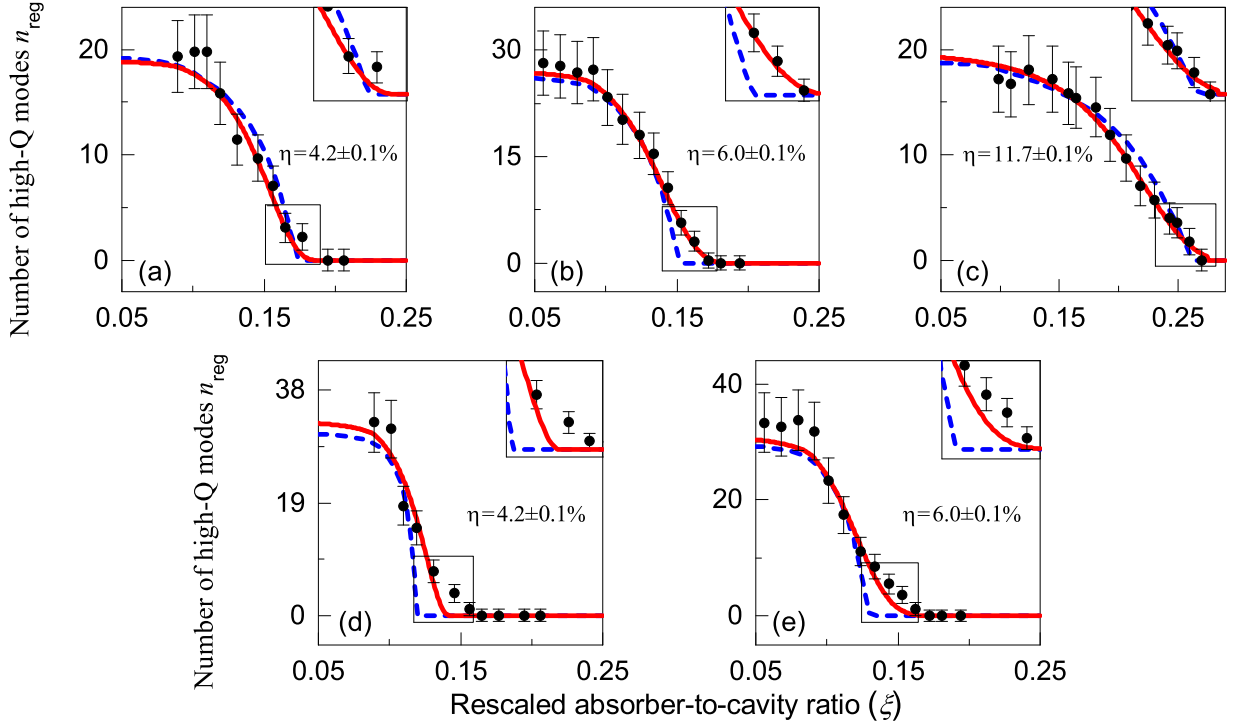 Number of high-Q modes n_reg
20
10
0
(a)
η=4.2±0.1%
0.05 0.15 0.25
30
15
0
(b)
η=6.0±0.1%
0.05 0.15 0.25
20
10
0
(c)
η=11.7±0.1%
0.05 0.15 0.25
Number of high-Q modes n_reg
38
19
0
(d)
η=4.2±0.1%
0.05 0.15 0.25
40
20
0
(e)
η=6.0±0.1%
0.05 0.15 0.25
Rescaled absorber-to-cavity ratio (ξ)